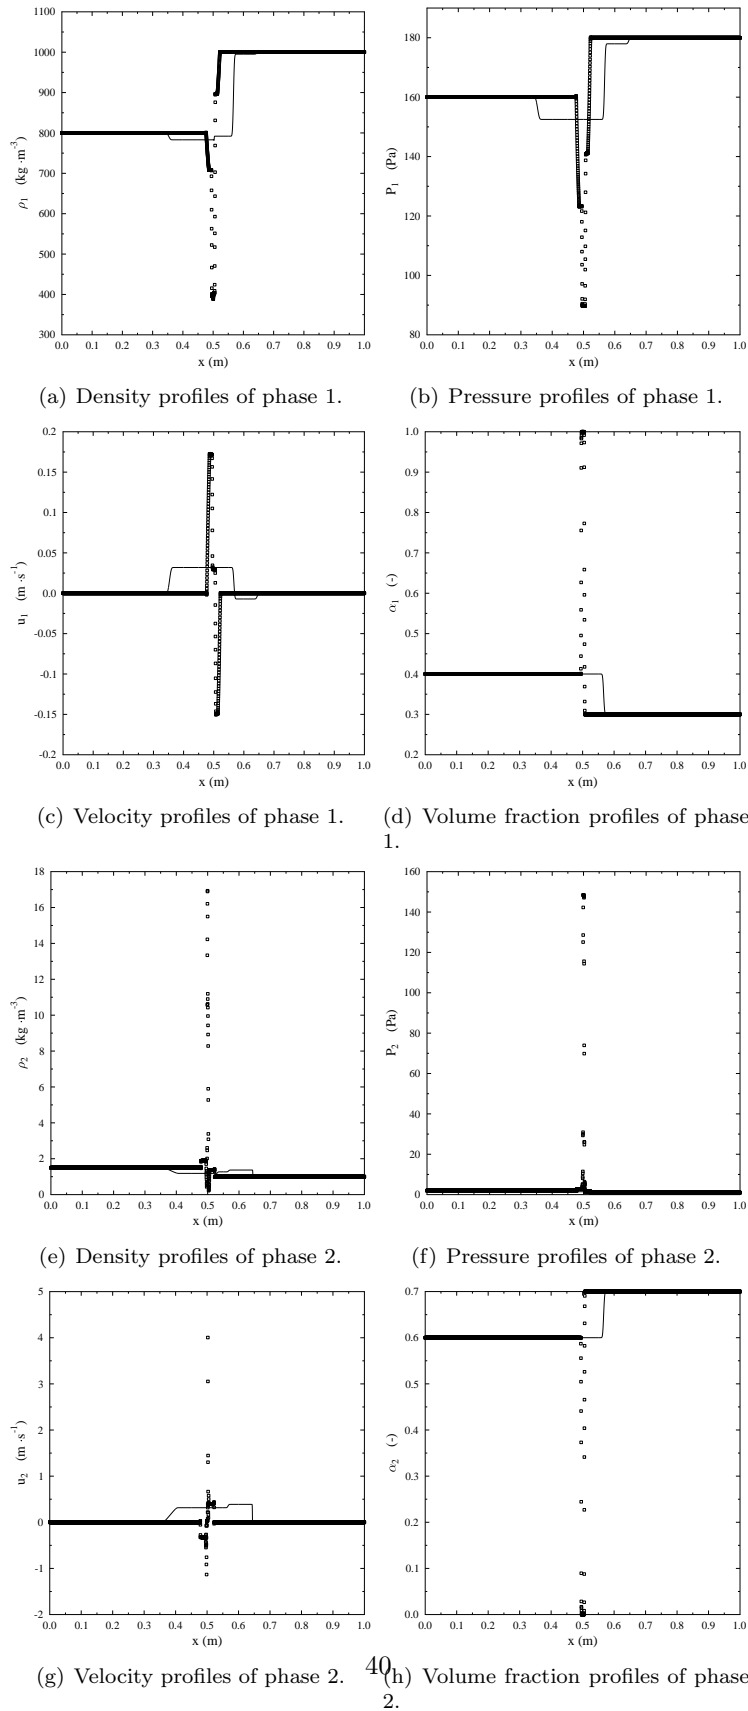 1100
1000
900
800
700
600
500
400
300
ρ₁ (kg ·m⁻³)
0.0 0.1 0.2 0.3 0.4 0.5 0.6 0.7 0.8 0.9 1.0
x (m)
180
160
140
120
100
80
P₁ (Pa)
0.0 0.1 0.2 0.3 0.4 0.5 0.6 0.7 0.8 0.9 1.0
x (m)
(a) Density profiles of phase 1.
(b) Pressure profiles of phase 1.
0.2
0.15
0.1
0.05
0.0
-0.05
-0.1
-0.15
-0.2
u₁ (m ·s⁻¹)
0.0 0.1 0.2 0.3 0.4 0.5 0.6 0.7 0.8 0.9 1.0
x (m)
1.0
0.9
0.8
0.7
0.6
0.5
0.4
0.3
0.2
α₁ (-)
0.0 0.1 0.2 0.3 0.4 0.5 0.6 0.7 0.8 0.9 1.0
x (m)
(c) Velocity profiles of phase 1.
(d) Volume fraction profiles of phase
1.
18
16
14
12
10
8
6
4
2
0
ρ₂ (kg ·m⁻³)
0.0 0.1 0.2 0.3 0.4 0.5 0.6 0.7 0.8 0.9 1.0
x (m)
160
140
120
100
80
60
40
20
0
P₂ (Pa)
0.0 0.1 0.2 0.3 0.4 0.5 0.6 0.7 0.8 0.9 1.0
x (m)
(e) Density profiles of phase 2.
(f) Pressure profiles of phase 2.
5
4
3
2
1
0
-1
-2
u₂ (m ·s⁻¹)
0.0 0.1 0.2 0.3 0.4 0.5 0.6 0.7 0.8 0.9 1.0
x (m)
0.7
0.6
0.5
0.4
0.3
0.2
0.1
0.0
α₂ (-)
0.0 0.1 0.2 0.3 0.4 0.5 0.6 0.7 0.8 0.9 1.0
x (m)
(g) Velocity profiles of phase 2.
40
(h) Volume fraction profiles of phase
2.